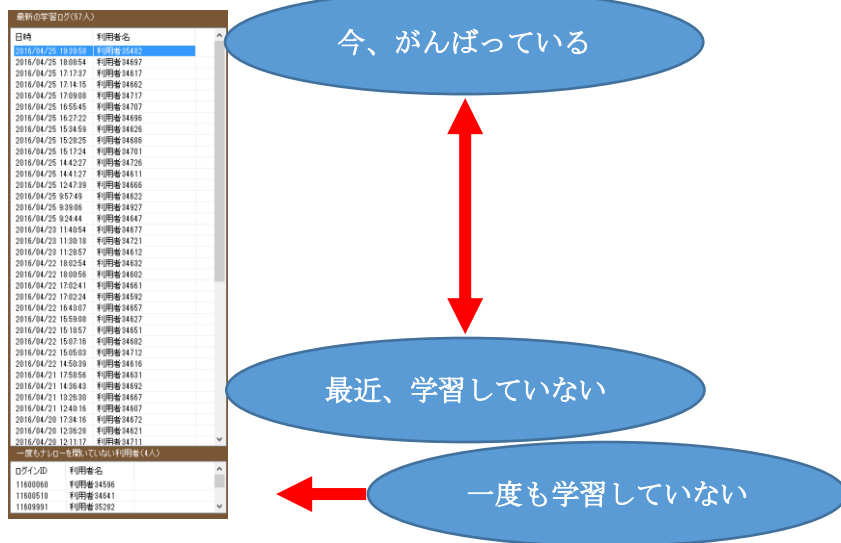 最新の学習ログ(57人)
日時 利用者名
2016/04/25 19:39:58 利用者35482
2016/04/25 18:08:54 利用者34697
2016/04/25 17:17:37 利用者34617
2016/04/25 17:14:15 利用者34662
2016/04/25 17:09:08 利用者34717
2016/04/25 16:55:45 利用者34707
2016/04/25 16:27:22 利用者34696
2016/04/25 15:34:59 利用者34626
2016/04/25 15:28:25 利用者34686
2016/04/25 15:17:24 利用者34701
2016/04/25 14:42:27 利用者34726
2016/04/25 14:41:27 利用者34611
2016/04/25 12:47:39 利用者34666
2016/04/25 9:57:49 利用者34622
2016/04/25 9:39:06 利用者34927
2016/04/25 9:24:44 利用者34647
2016/04/23 11:40:54 利用者34677
2016/04/23 11:30:18 利用者34721
2016/04/23 11:28:57 利用者34612
2016/04/22 18:02:54 利用者34632
2016/04/22 18:00:56 利用者34602
2016/04/22 17:02:41 利用者34661
2016/04/22 17:02:24 利用者34592
2016/04/22 16:43:07 利用者34657
2016/04/22 15:59:08 利用者34627
2016/04/22 15:18:57 利用者34651
2016/04/22 15:07:16 利用者34682
2016/04/22 15:05:03 利用者34712
2016/04/22 14:50:39 利用者34616
2016/04/21 17:58:56 利用者34631
2016/04/21 14:36:43 利用者34692
2016/04/21 13:26:30 利用者34667
2016/04/21 12:40:16 利用者34607
2016/04/20 17:34:16 利用者34672
2016/04/20 12:36:28 利用者34621
2016/04/20 12:11:17 利用者34711
一度もナレローを開いていない利用者(4人)
ログインID 利用者名
11600060 利用者34596
11600510 利用者34641
11609991 利用者35282
今、がんばっている
最近、学習していない
一度も学習していない